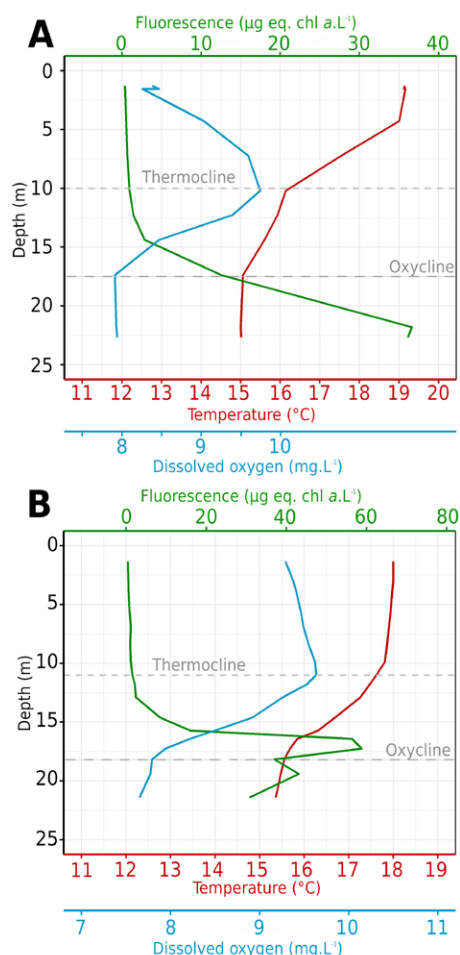 A
Fluorescence (µg eq. chl a.L⁻¹)
0 10 20 30 40
0
5
10
15
20
25
Depth (m)
Thermocline
Oxycline
11 12 13 14 15 16 17 18 19 20
Temperature (°C)
8 9 10
Dissolved oxygen (mg.L⁻¹)
B
Fluorescence (µg eq. chl a.L⁻¹)
0 20 40 60 80
0
5
10
15
20
25
Depth (m)
Thermocline
Oxycline
11 12 13 14 15 16 17 18 19
Temperature (°C)
7 8 9 10 11
Dissolved oxygen (mg.L⁻¹)